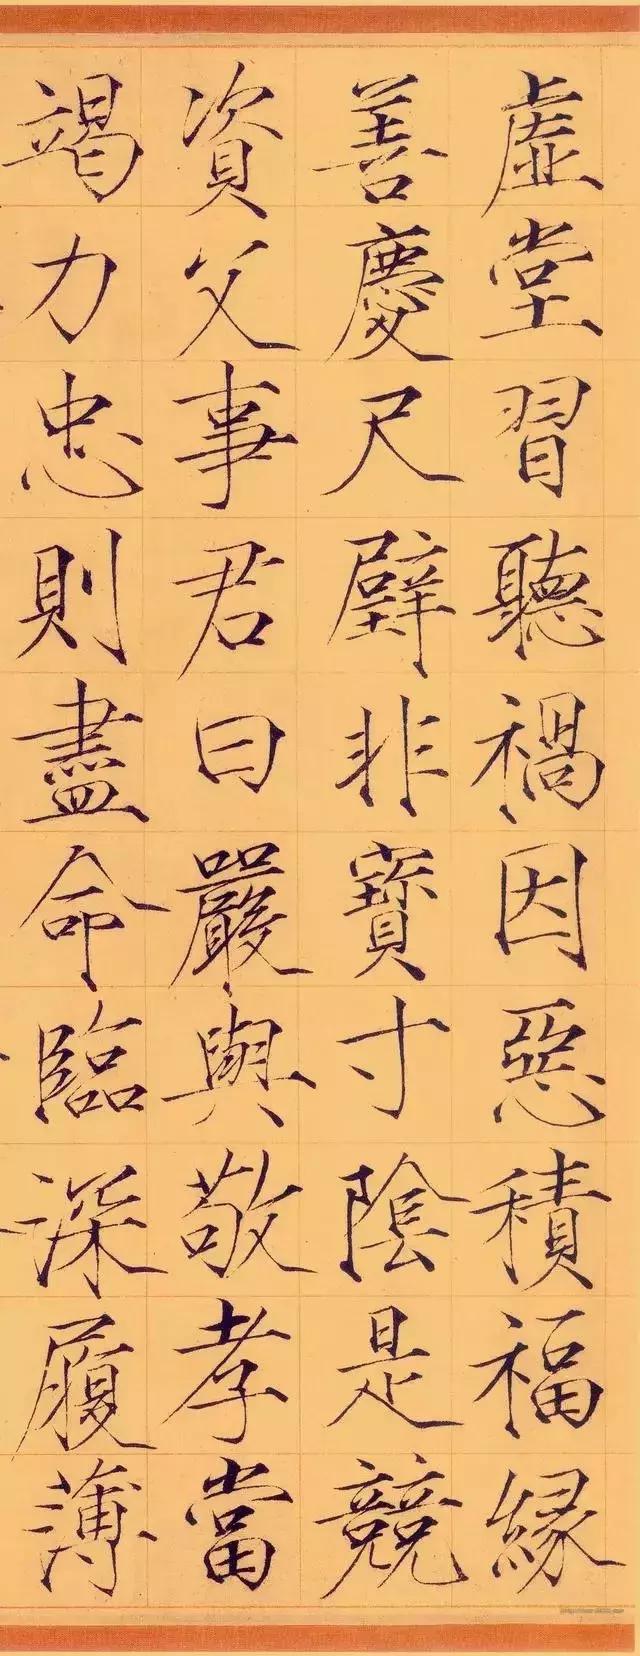 虛堂習聽禍因惡積福緣
善慶尺璧非寶寸陰是競
資父事君曰嚴與敬孝當
竭力忠則盡命臨深履薄